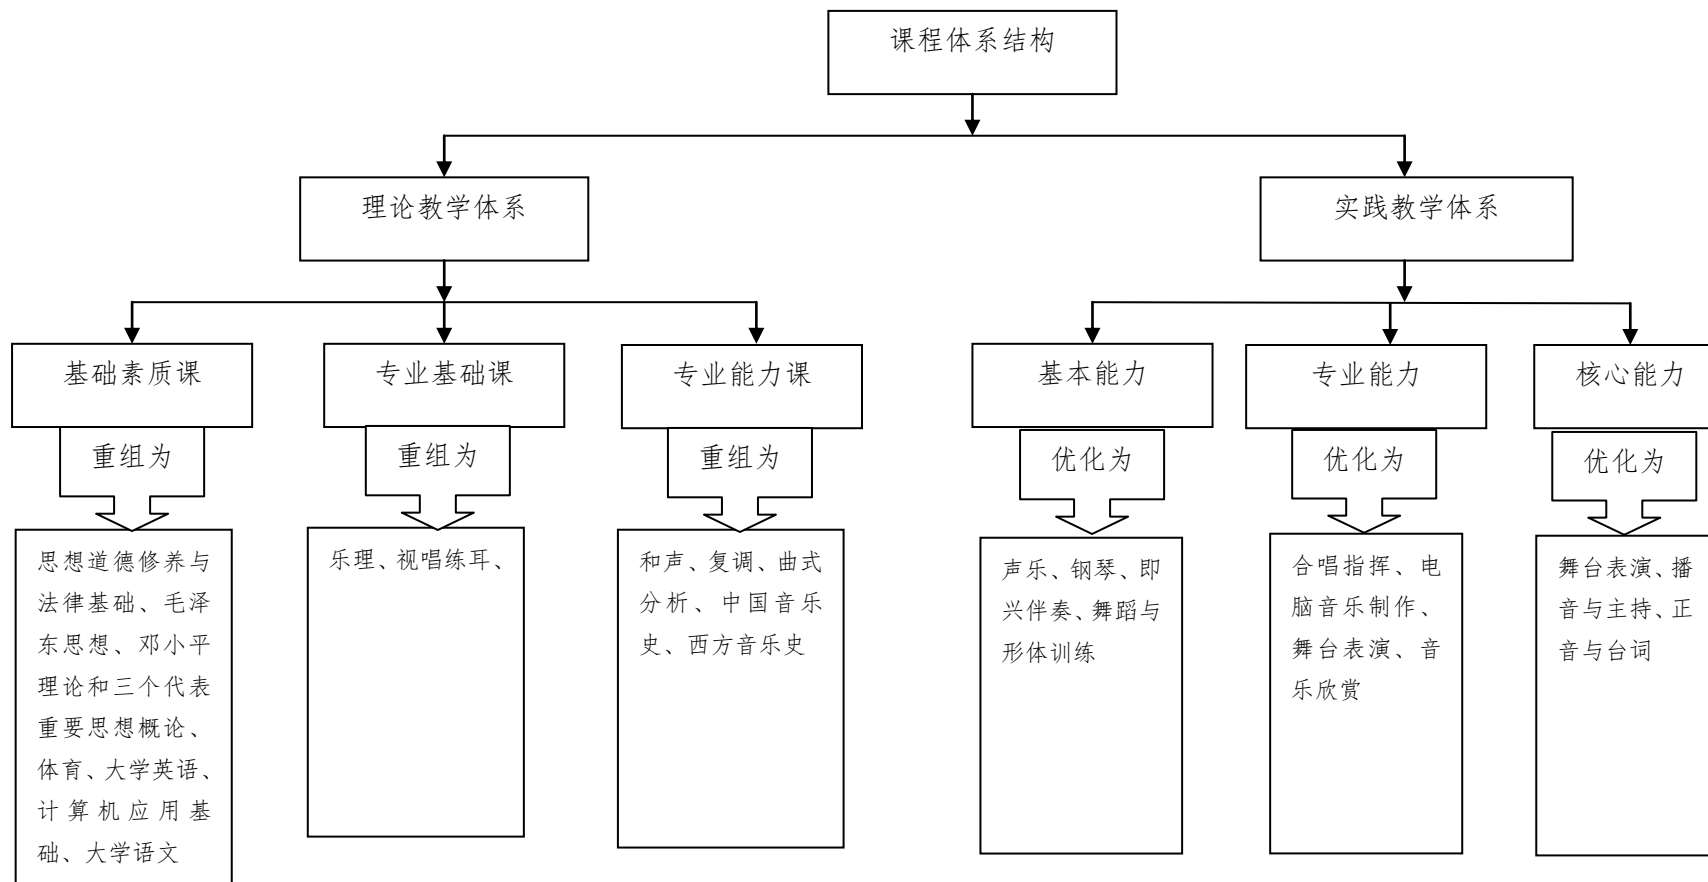 课程体系结构
理论教学体系
实践教学体系
基础素质课
专业基础课
专业能力课
基本能力
专业能力
核心能力
重组为
重组为
重组为
优化为
优化为
优化为
思想道德修养与
法律基础、毛泽
东思想、邓小平
理论和三个代表
重要思想概论、
体育、大学英语、
计算机应用基
础、大学语文
乐理、视唱练耳、
和声、复调、曲式
分析、中国音乐
史、西方音乐史
声乐、钢琴、即
兴伴奏、舞蹈与
形体训练
合唱指挥、电
脑音乐制作、
舞台表演、音
乐欣赏
舞台表演、播
音与主持、正
音与台词